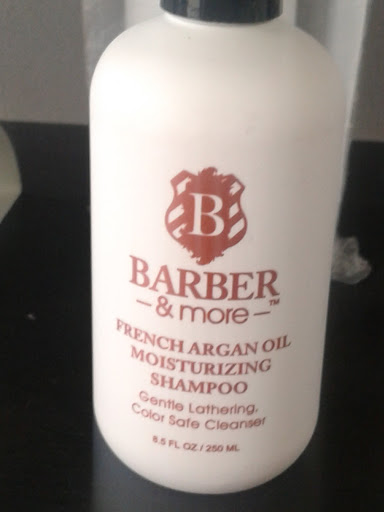 B
BARBER
- & more - ™
FRENCH ARGAN OIL
MOISTURIZING
SHAMPOO
Gentle Lathering,
Color Safe Cleanser
8.5 FL OZ / 250 ML